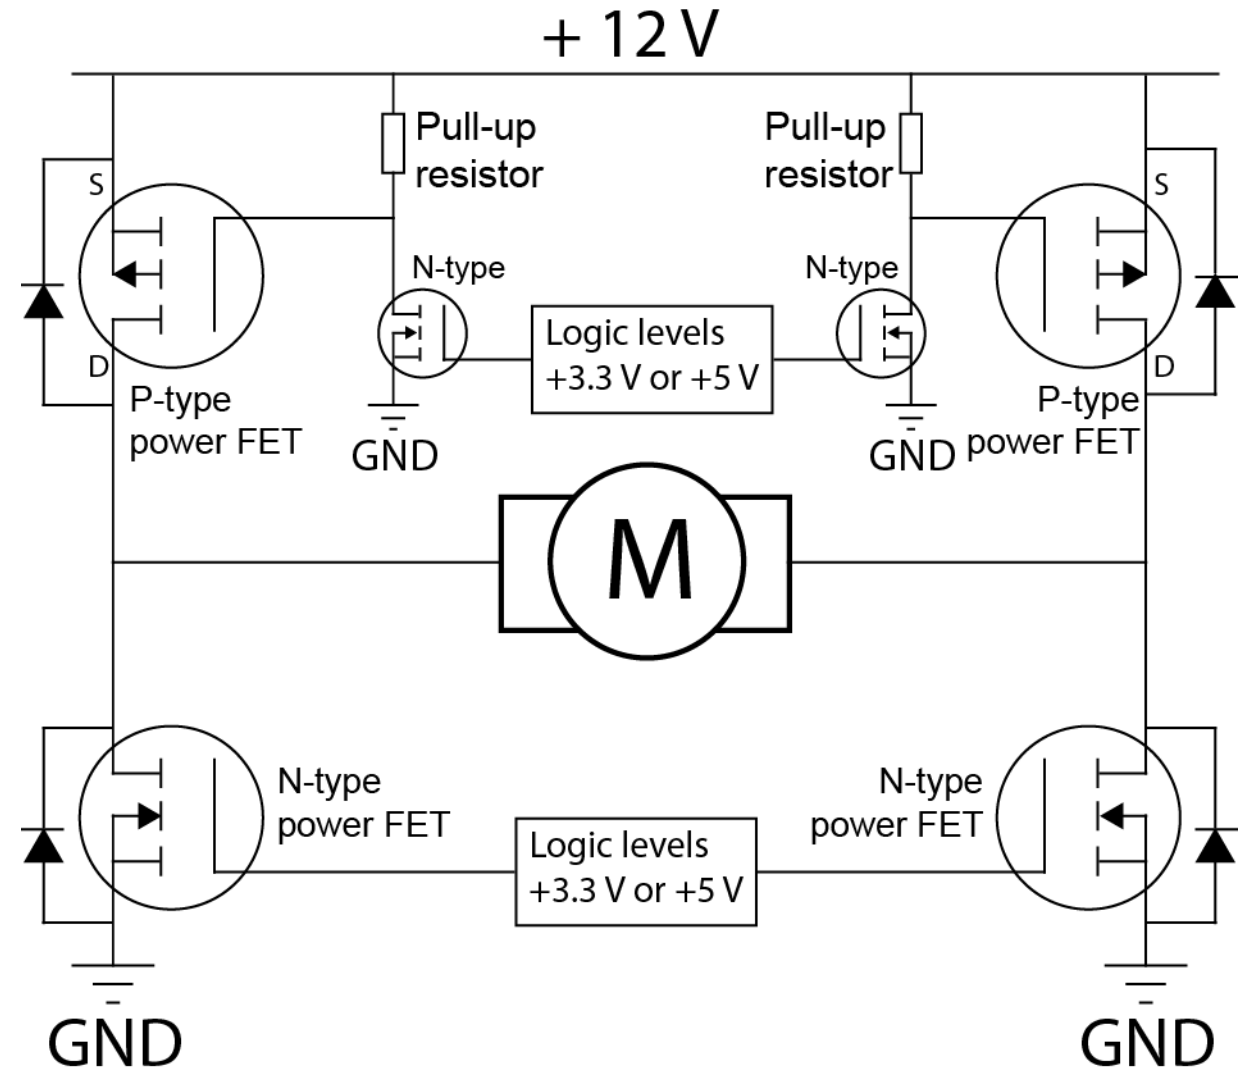 + 12 V
Pull-up
resistor
Pull-up
resistor
S
S
N-type
N-type
Logic levels
+3.3 V or +5 V
D
D
P-type
power FET
P-type
power FET
GND
GND
M
N-type
power FET
N-type
power FET
Logic levels
+3.3 V or +5 V
GND
GND